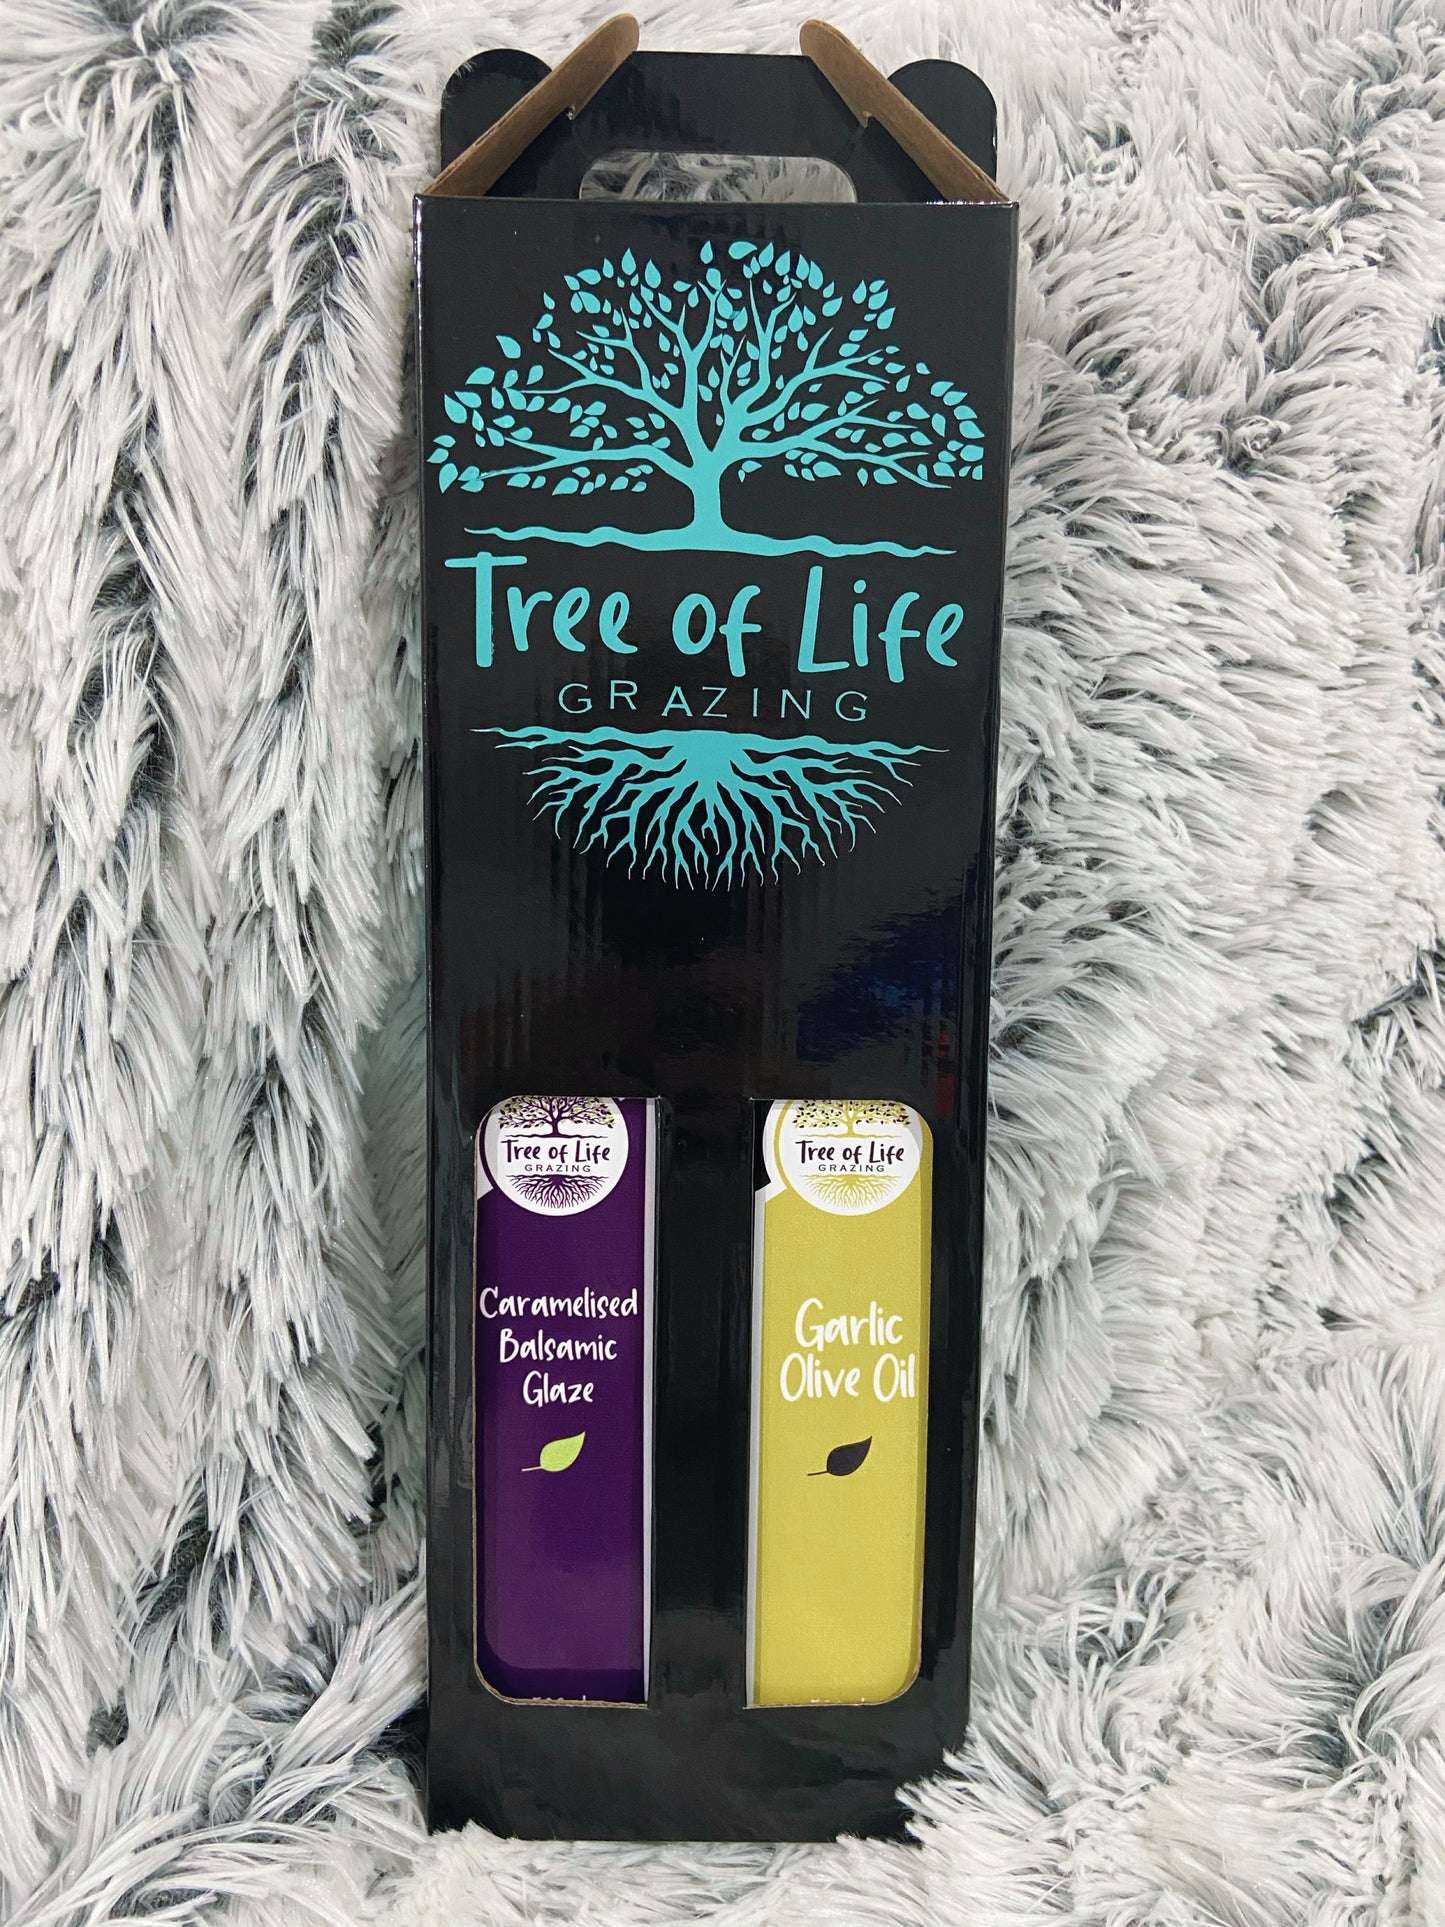 Tree of Life
GRAZING
Tree of Life
GRAZING
Caramelised
Balsamic
Glaze
Tree of Life
GRAZING
Garlic
Olive Oil